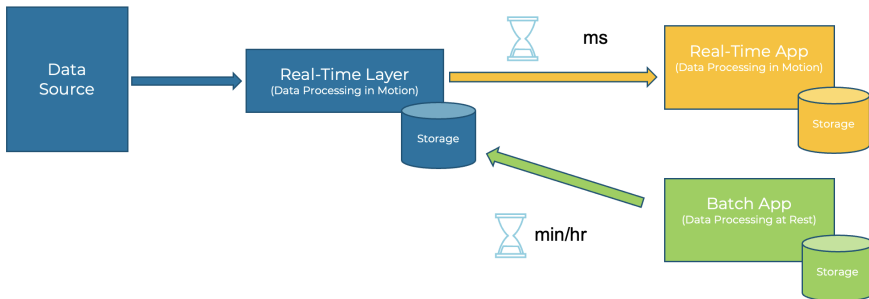 Data
Source
Real-Time Layer
(Data Processing in Motion)
Storage
ms
Real-Time App
(Data Processing in Motion)
Storage
min/hr
Batch App
(Data Processing at Rest)
Storage